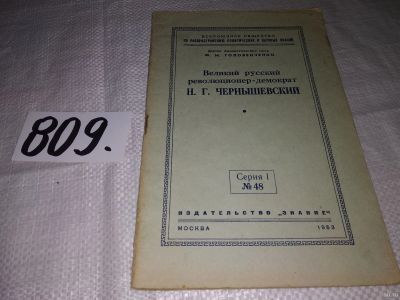 809.
ВСЕСОЮЗНОЕ ОБЩЕСТВО
ПО РАСПРОСТРАНЕНИЮ ПОЛИТИЧЕСКИХ И НАУЧНЫХ ЗНАНИЙ
Ф. М. ГОЛОВЕНЧЕНКО
Великий русский
революционер-демократ
Н. Г. ЧЕРНЫШЕВСКИЙ
Серия I
№ 48
ИЗДАТЕЛЬСТВО „ЗНАНИЕ"
МОСКВА 1953